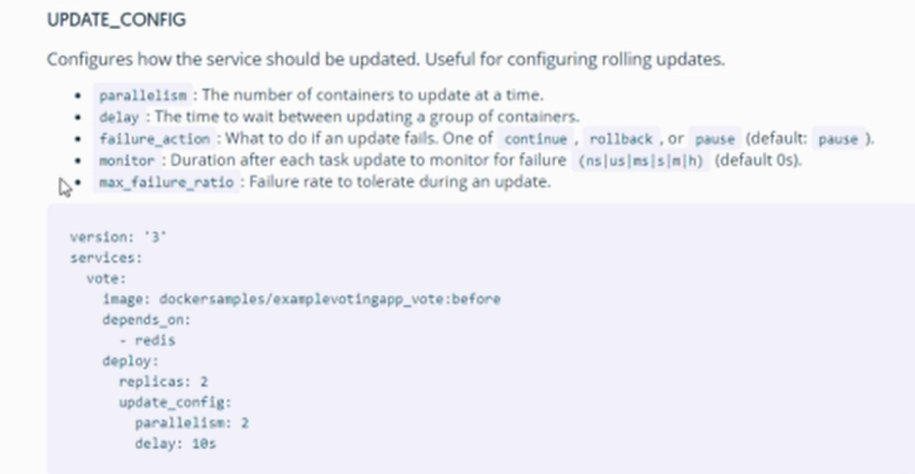 UPDATE_CONFIG
Configures how the service should be updated. Useful for configuring rolling updates.
• parallelism : The number of containers to update at a time.
• delay : The time to wait between updating a group of containers.
• failure_action : What to do if an update fails. One of continue , rollback , or pause (default: pause ).
• monitor : Duration after each task update to monitor for failure (ns|us|ms|s|m|h) (default 0s).
• max_failure_ratio : Failure rate to tolerate during an update.
version: '3'
services:
  vote:
    image: dockersamples/examplevotingapp_vote:before
    depends_on:
      - redis
    deploy:
      replicas: 2
      update_config:
        parallelism: 2
        delay: 10s